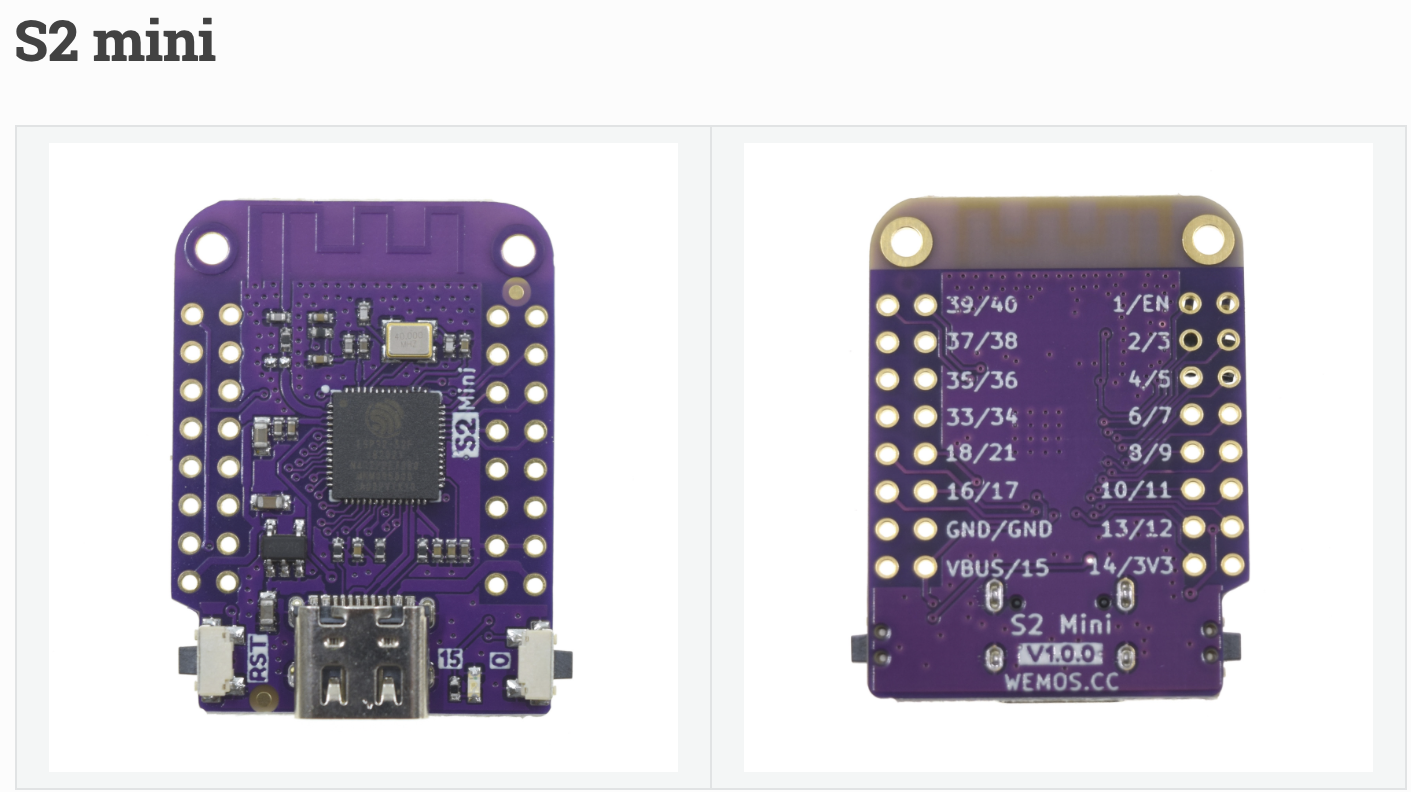 S2 mini
S2 Mini
RST
15
0
39/40 1/EN
37/38 2/3
35/36 4/5
33/34 6/7
18/21 8/9
16/17 10/11
GND/GND 13/12
VBUS/15 14/3V3
S2 Mini
V1.0.0
WEMOS.CC